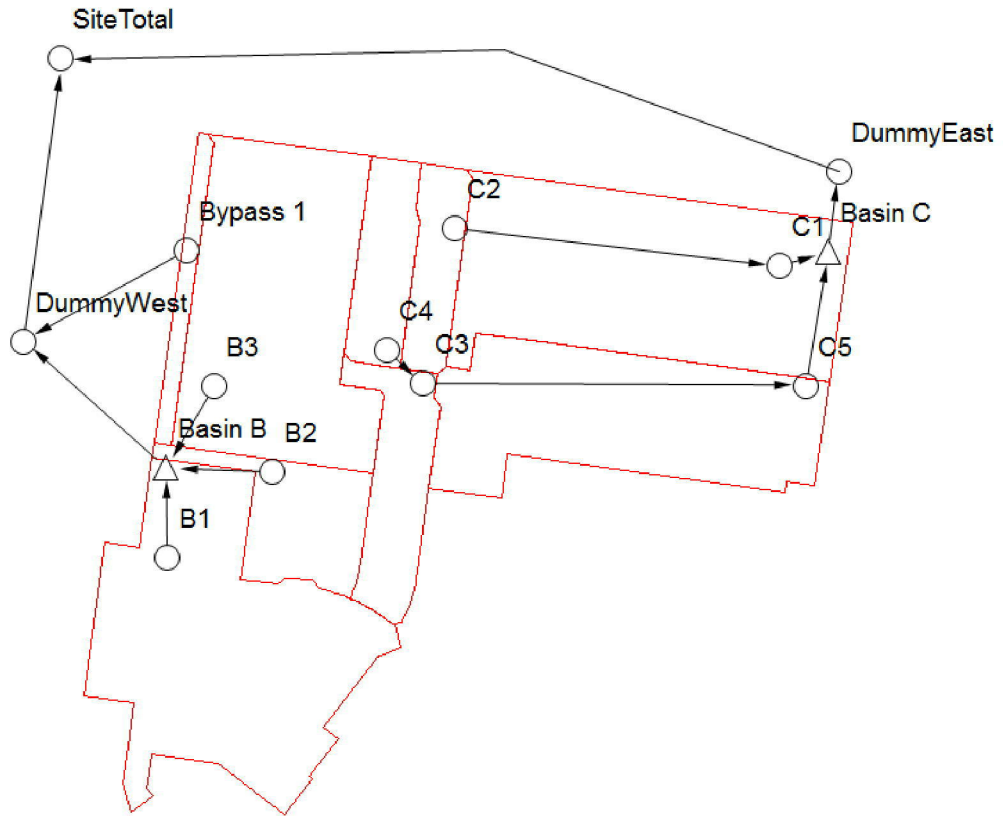 SiteTotal
DummyEast
C2
Bypass 1
Basin C
C1
DummyWest
C4
B3
C3
C5
Basin B
B2
B1